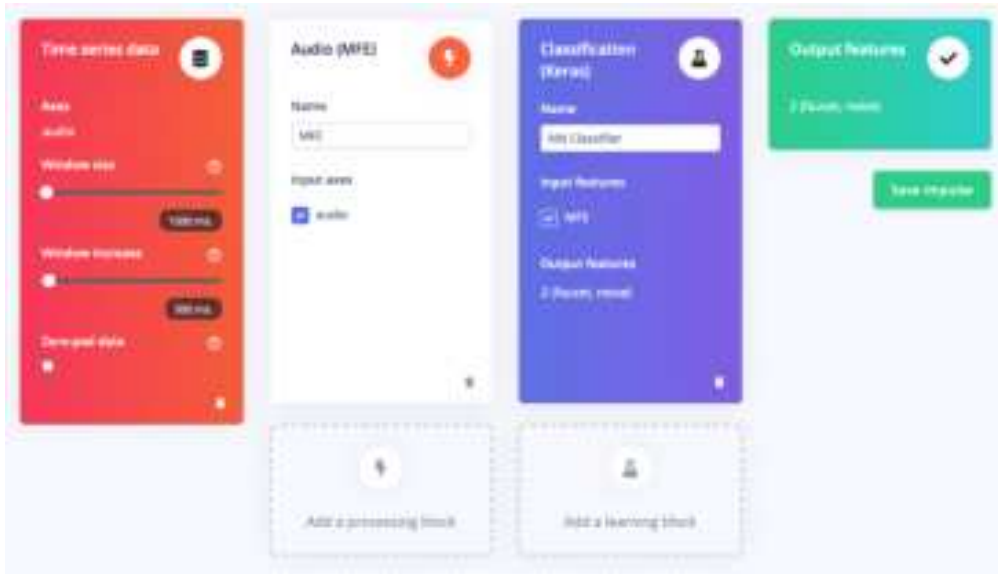 Time series data
Axes
audio
Window size
1000 ms.
Window increase
500 ms.
Zero-pad data
Audio (MFE)
Name
MFE
Input axes
audio
Classification
(Keras)
Name
NN Classifier
Input features
MFE
Output features
2 (faucet, noise)
Output features
2 (faucet, noise)
Save Impulse
Add a processing block
Add a learning block